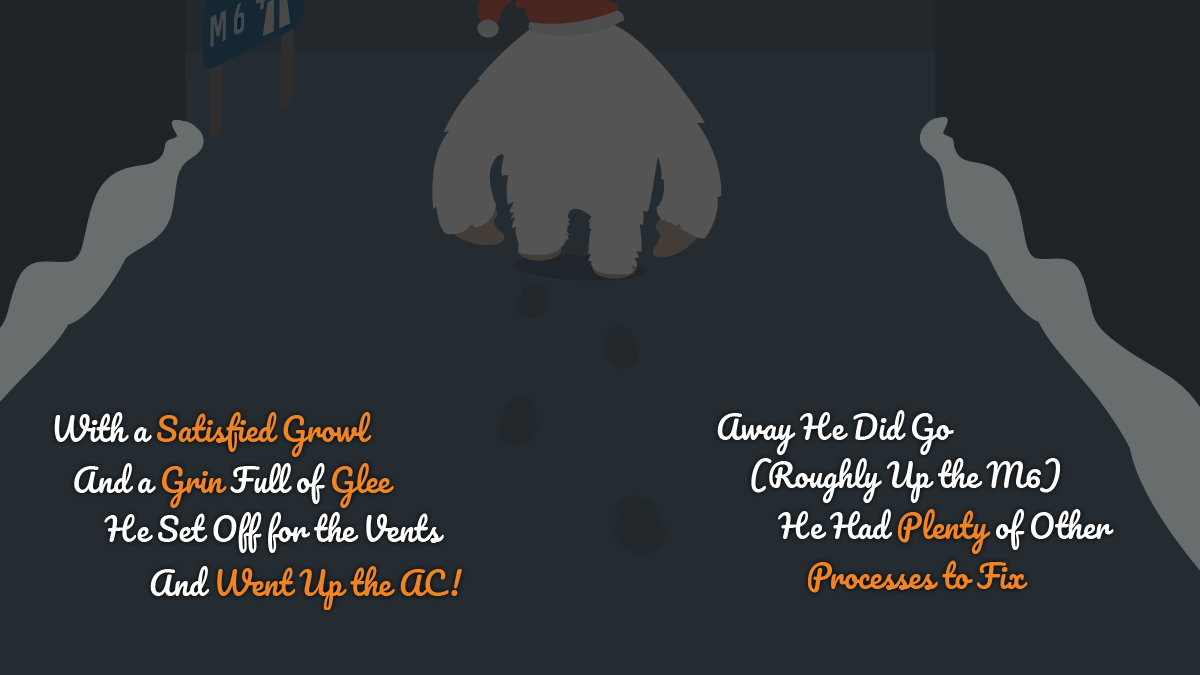 M6
With a Satisfied Growl
And a Grin Full of Glee
He Set Off for the Vents
And Went Up the AC!
Away He Did Go
(Roughly Up the M6)
He Had Plenty of Other
Processes to Fix